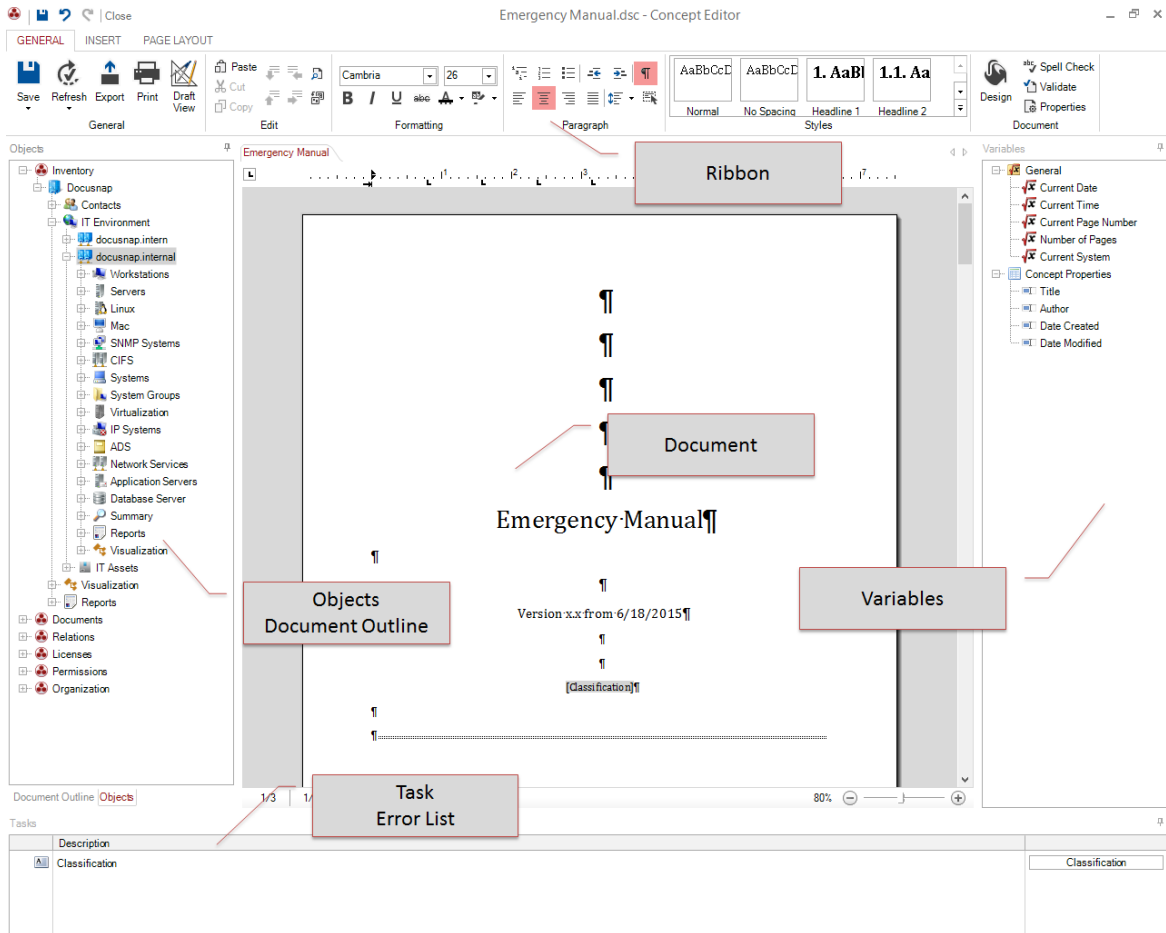 Close
Emergency Manual.dsc - Concept Editor
GENERAL INSERT PAGE LAYOUT
Save
Refresh
Export
Print
Draft View
General
Paste
Cut
Copy
Edit
Cambria 26
B I U abc A
Formatting
¶
Paragraph
AaBbCcD AaBbCcD 1. AaBl 1.1. Aa
Normal No Spacing Headline 1 Headline 2
Styles
Design
abc Spell Check
Validate
Properties
Document
Objects
Inventory
Docusnap
Contacts
IT Environment
docusnap.intern
docusnap.internal
Workstations
Servers
Linux
Mac
SNMP Systems
CIFS
Systems
System Groups
Virtualization
IP Systems
ADS
Network Services
Application Servers
Database Server
Summary
Reports
Visualization
IT Assets
Visualization
Reports
Documents
Relations
Licenses
Permissions
Organization
Document Outline Objects
Emergency Manual
L
1 2 3 7
Ribbon
¶
¶
¶
¶
¶
Document
Emergency·Manual¶
¶
¶
Version·x.x·from·6/18/2015¶
¶
¶
[Classification]¶
¶
¶
Objects
Document Outline
Variables
Task
Error List
1/3 1/
80%
Variables
General
Current Date
Current Time
Current Page Number
Number of Pages
Current System
Concept Properties
Title
Author
Date Created
Date Modified
Tasks
Description
Classification
Classification